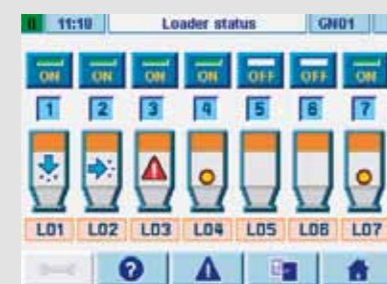 11:10 Loader status GN01
ON ON ON ON OFF OFF ON
1 2 3 4 5 6 7
L01 L02 L03 L04 L05 L06 L07
?